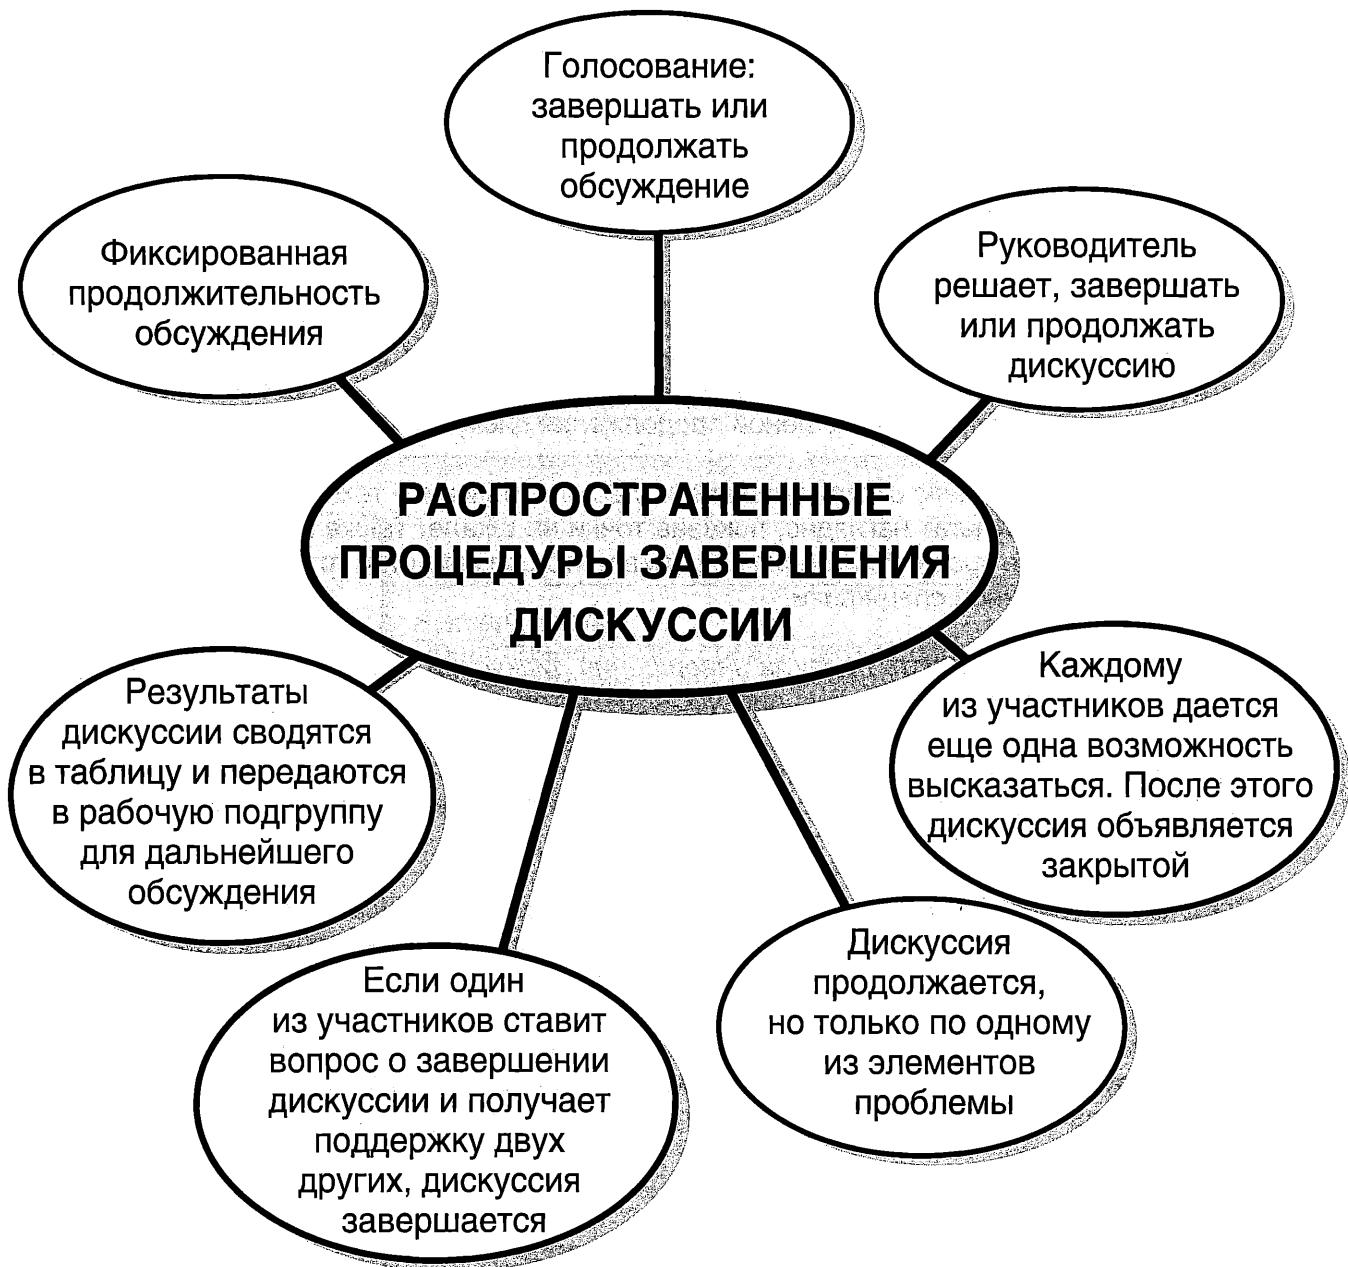 Голосование:
завершать или
продолжать
обсуждение
Фиксированная
продолжительность
обсуждения
Руководитель
решает, завершать
или продолжать
дискуссию
РАСПРОСТРАНЕННЫЕ
ПРОЦЕДУРЫ ЗАВЕРШЕНИЯ
ДИСКУССИИ
Результаты
дискуссии сводятся
в таблицу и передаются
в рабочую подгруппу
для дальнейшего
обсуждения
Каждому
из участников дается
еще одна возможность
высказаться. После этого
дискуссия объявляется
закрытой
Если один
из участников ставит
вопрос о завершении
дискуссии и получает
поддержку двух
других, дискуссия
завершается
Дискуссия
продолжается,
но только по одному
из элементов
проблемы